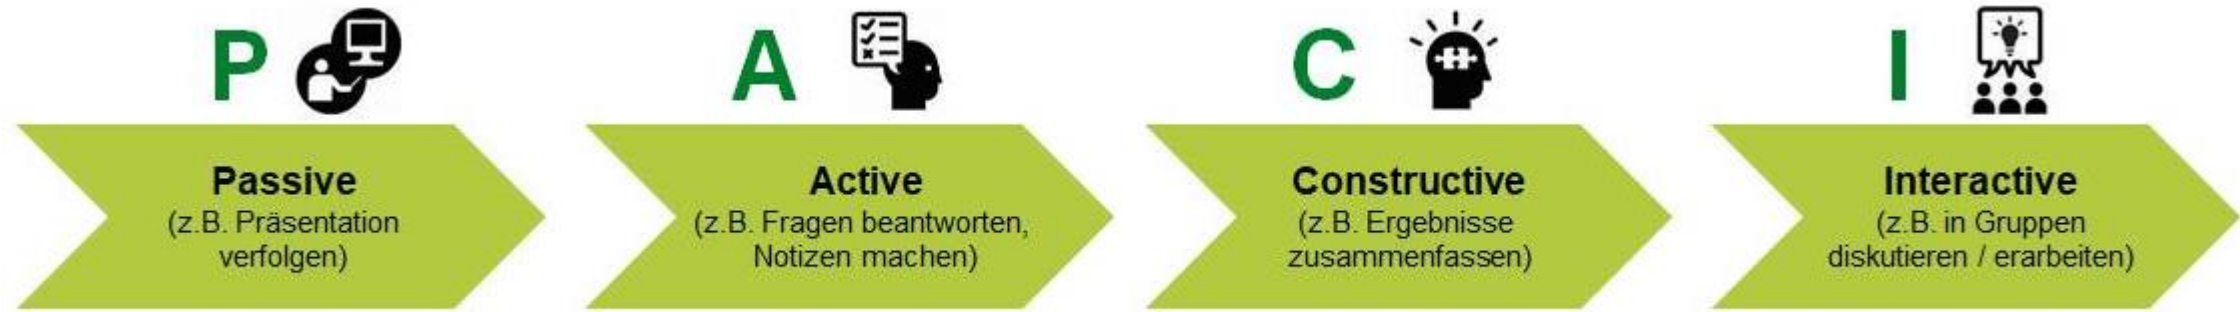 P
A
C
I
Passive
(z.B. Präsentation
verfolgen)
Active
(z.B. Fragen beantworten,
Notizen machen)
Constructive
(z.B. Ergebnisse
zusammenfassen)
Interactive
(z.B. in Gruppen
diskutieren / erarbeiten)